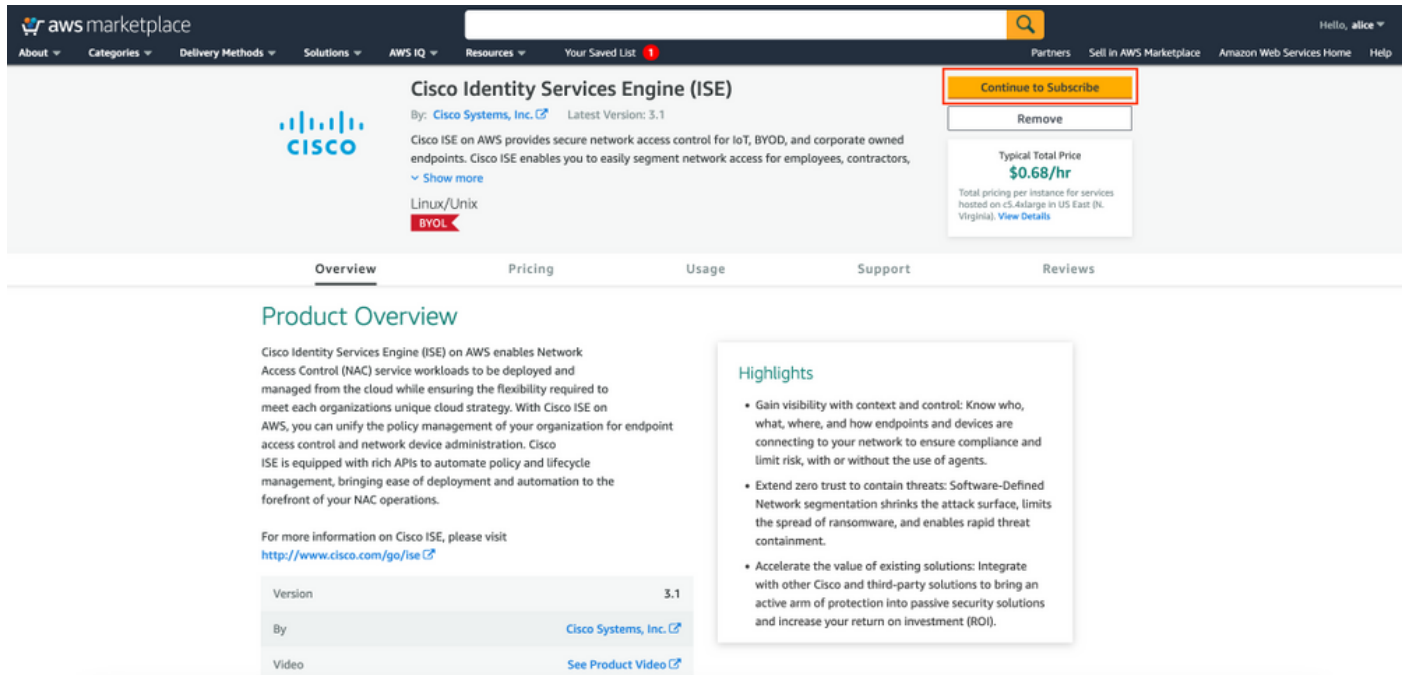 aws marketplace
Hello, alice
About
Categories
Delivery Methods
Solutions
AWS IQ
Resources
Your Saved List 1
Partners
Sell in AWS Marketplace
Amazon Web Services Home
Help
CISCO
Cisco Identity Services Engine (ISE)
By: Cisco Systems, Inc. Latest Version: 3.1
Cisco ISE on AWS provides secure network access control for IoT, BYOD, and corporate owned
endpoints. Cisco ISE enables you to easily segment network access for employees, contractors,
Show more
Linux/Unix
BYOL
Continue to Subscribe
Remove
Typical Total Price
$0.68/hr
Total pricing per instance for services
hosted on c5.4xlarge in US East (N.
Virginia). View Details
Overview
Pricing
Usage
Support
Reviews
Product Overview
Cisco Identity Services Engine (ISE) on AWS enables Network
Access Control (NAC) service workloads to be deployed and
managed from the cloud while ensuring the flexibility required to
meet each organizations unique cloud strategy. With Cisco ISE on
AWS, you can unify the policy management of your organization for endpoint
access control and network device administration. Cisco
ISE is equipped with rich APIs to automate policy and lifecycle
management, bringing ease of deployment and automation to the
forefront of your NAC operations.
For more information on Cisco ISE, please visit
http://www.cisco.com/go/ise
Version 3.1
By Cisco Systems, Inc.
Video See Product Video
Highlights
• Gain visibility with context and control: Know who,
what, where, and how endpoints and devices are
connecting to your network to ensure compliance and
limit risk, with or without the use of agents.
• Extend zero trust to contain threats: Software-Defined
Network segmentation shrinks the attack surface, limits
the spread of ransomware, and enables rapid threat
containment.
• Accelerate the value of existing solutions: Integrate
with other Cisco and third-party solutions to bring an
active arm of protection into passive security solutions
and increase your return on investment (ROI).